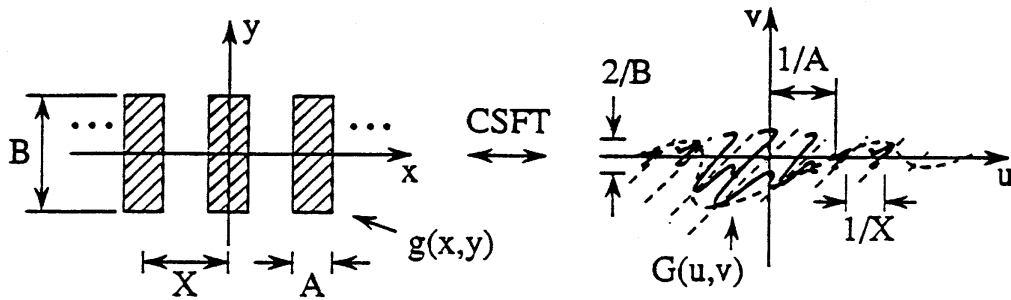 y
B
...
...
x
X
A
g(x,y)
CSFT
v
2/B
1/A
u
1/X
G(u,v)